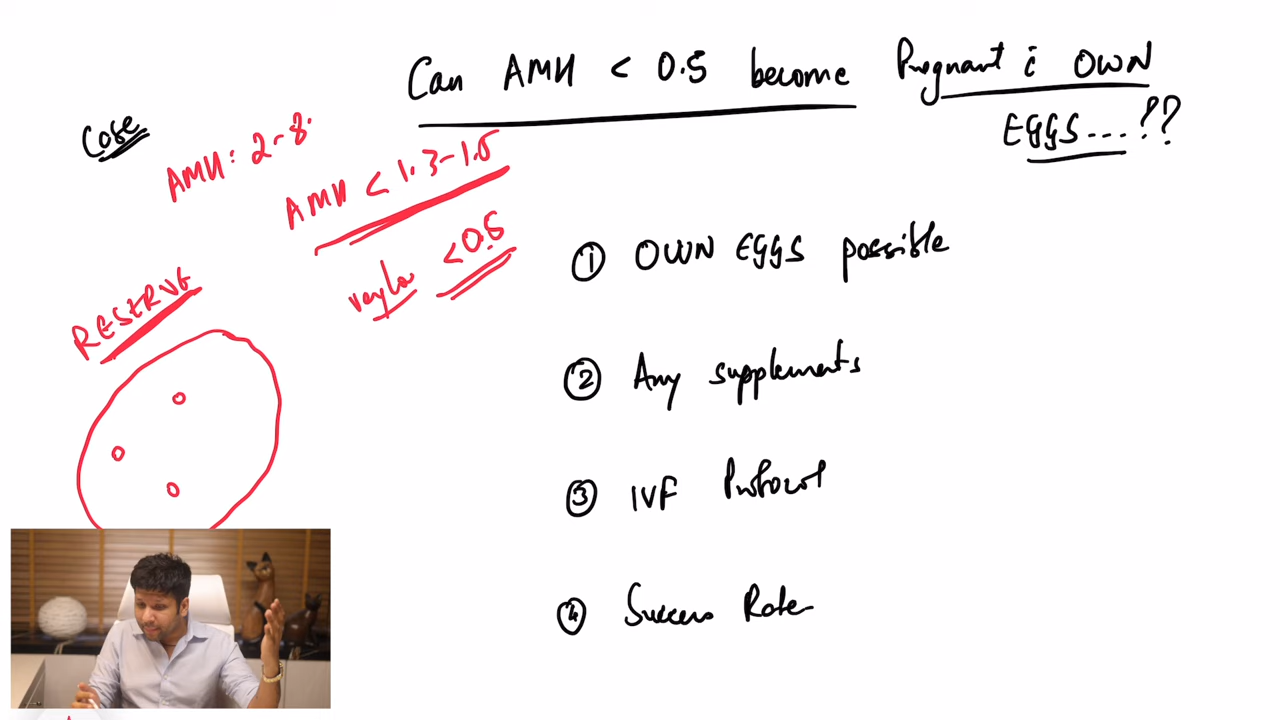 Can AMH < 0.5 become Pregnant c̄ OWN
EGGS...??
Case
AMH: 2-8.
AMH < 1.3-1.5
very low <0.5
RESERVE
① OWN EGGS possible
② Any supplements
③ IVF Protocol
④ Success Rate